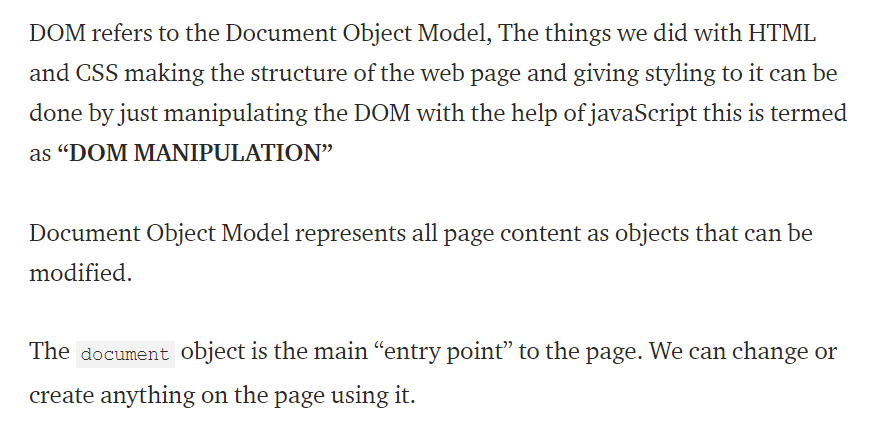 DOM refers to the Document Object Model, The things we did with HTML
and CSS making the structure of the web page and giving styling to it can be
done by just manipulating the DOM with the help of javaScript this is termed
as “DOM MANIPULATION”
Document Object Model represents all page content as objects that can be
modified.
The document object is the main “entry point” to the page. We can change or
create anything on the page using it.